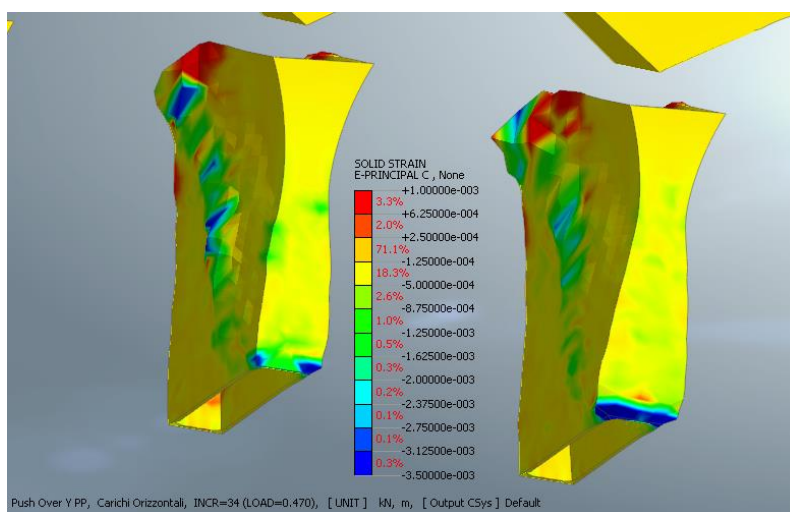 SOLID STRAIN
E-PRINCIPAL C , None
+1.00000e-003
3.3%
+6.25000e-004
2.0%
+2.50000e-004
71.1%
-1.25000e-004
18.3%
-5.00000e-004
2.6%
-8.75000e-004
1.0%
-1.25000e-003
0.5%
-1.62500e-003
0.3%
-2.00000e-003
0.2%
-2.37500e-003
0.1%
-2.75000e-003
0.1%
-3.12500e-003
0.3%
-3.50000e-003
Push Over Y PP, Carichi Orizzontali, INCR=34 (LOAD=0.470), [ UNIT ] kN, m, [ Output CSys ] Default